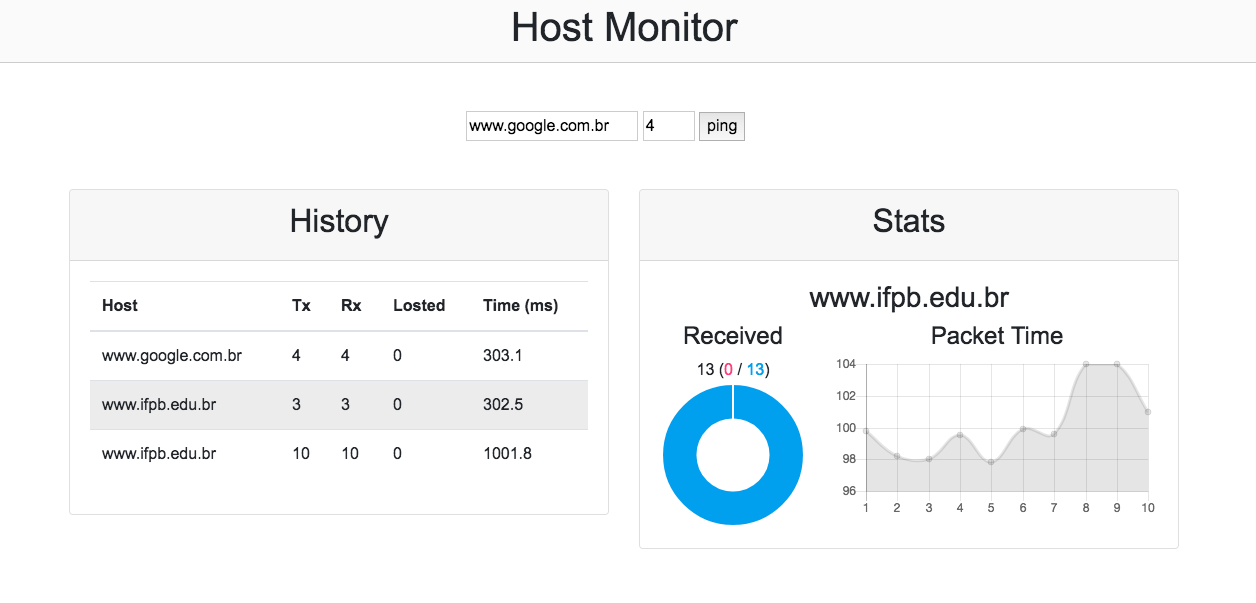 Host Monitor
www.google.com.br 4 ping
History
Host Tx Rx Losted Time (ms)
www.google.com.br 4 4 0 303.1
www.ifpb.edu.br 3 3 0 302.5
www.ifpb.edu.br 10 10 0 1001.8
Stats
www.ifpb.edu.br
Received
13 (0 / 13)
Packet Time
104
102
100
98
96
1 2 3 4 5 6 7 8 9 10